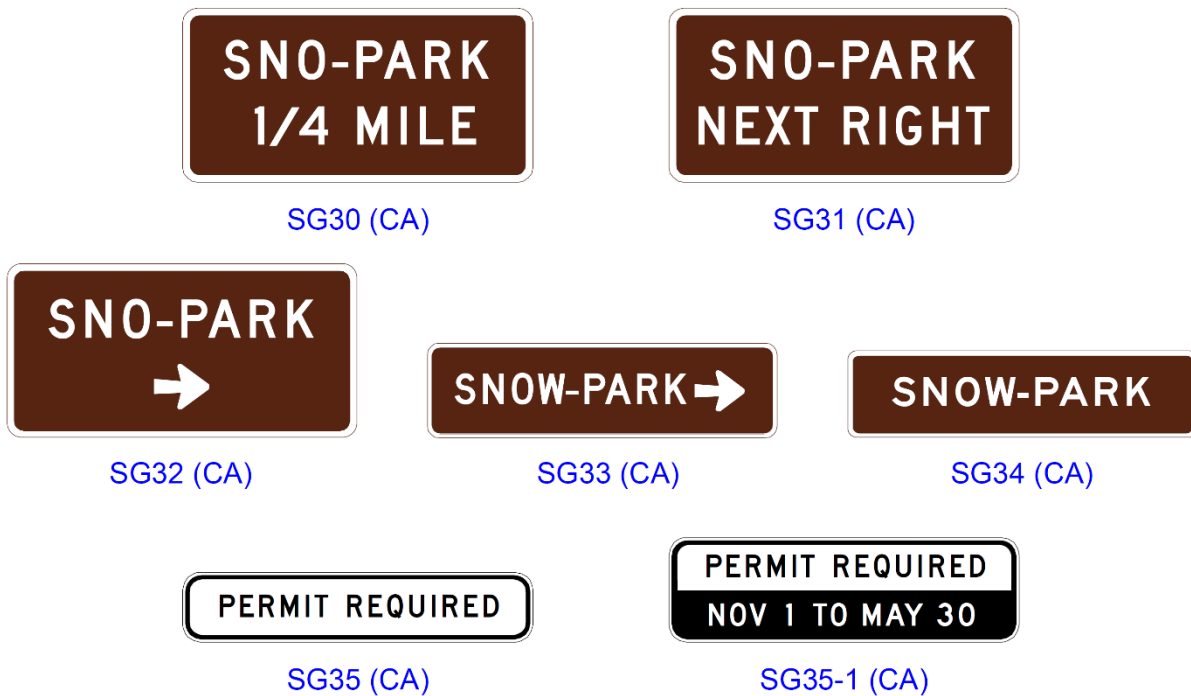 SNO-PARK
1/4 MILE
SG30 (CA)
SNO-PARK
NEXT RIGHT
SG31 (CA)
SNO-PARK
SG32 (CA)
SNOW-PARK
SG33 (CA)
SNOW-PARK
SG34 (CA)
PERMIT REQUIRED
SG35 (CA)
PERMIT REQUIRED
NOV 1 TO MAY 30
SG35-1 (CA)